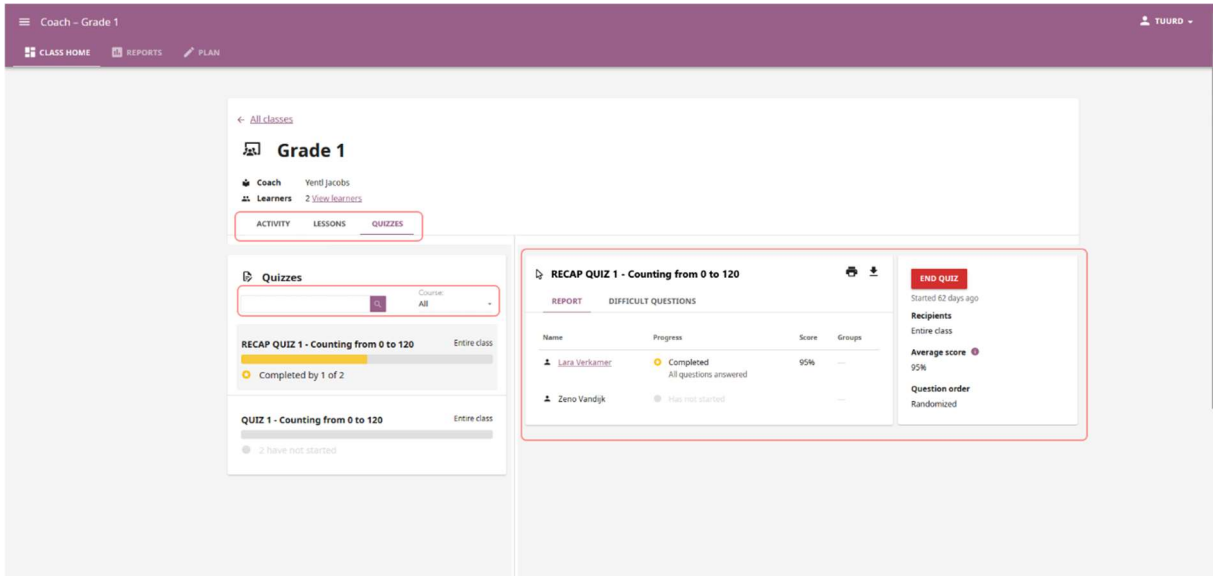 Coach – Grade 1
TUURD
CLASS HOME REPORTS PLAN
← All classes
Grade 1
Coach Yentl Jacobs
Learners 2 View learners
ACTIVITY LESSONS QUIZZES
Quizzes
Course:
All
RECAP QUIZ 1 - Counting from 0 to 120 Entire class
Completed by 1 of 2
QUIZ 1 - Counting from 0 to 120 Entire class
2 have not started
RECAP QUIZ 1 - Counting from 0 to 120
REPORT DIFFICULT QUESTIONS
Name Progress Score Groups
Lara Verkamer Completed 95% —
All questions answered
Zeno Vandijk Has not started —
END QUIZ
Started 62 days ago
Recipients
Entire class
Average score
95%
Question order
Randomized